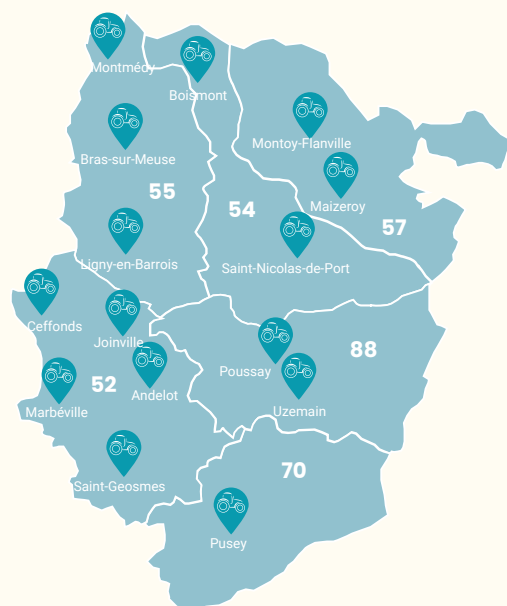 Montmédy
Boismont
Montoy-Flanville
Bras-sur-Meuse
55
54
Maizeroy
57
Ligny-en-Barrois
Saint-Nicolas-de-Port
Ceffonds
Joinville
88
Poussay
52
Andelot
Marbéville
Uzemain
70
Saint-Geosmes
Pusey